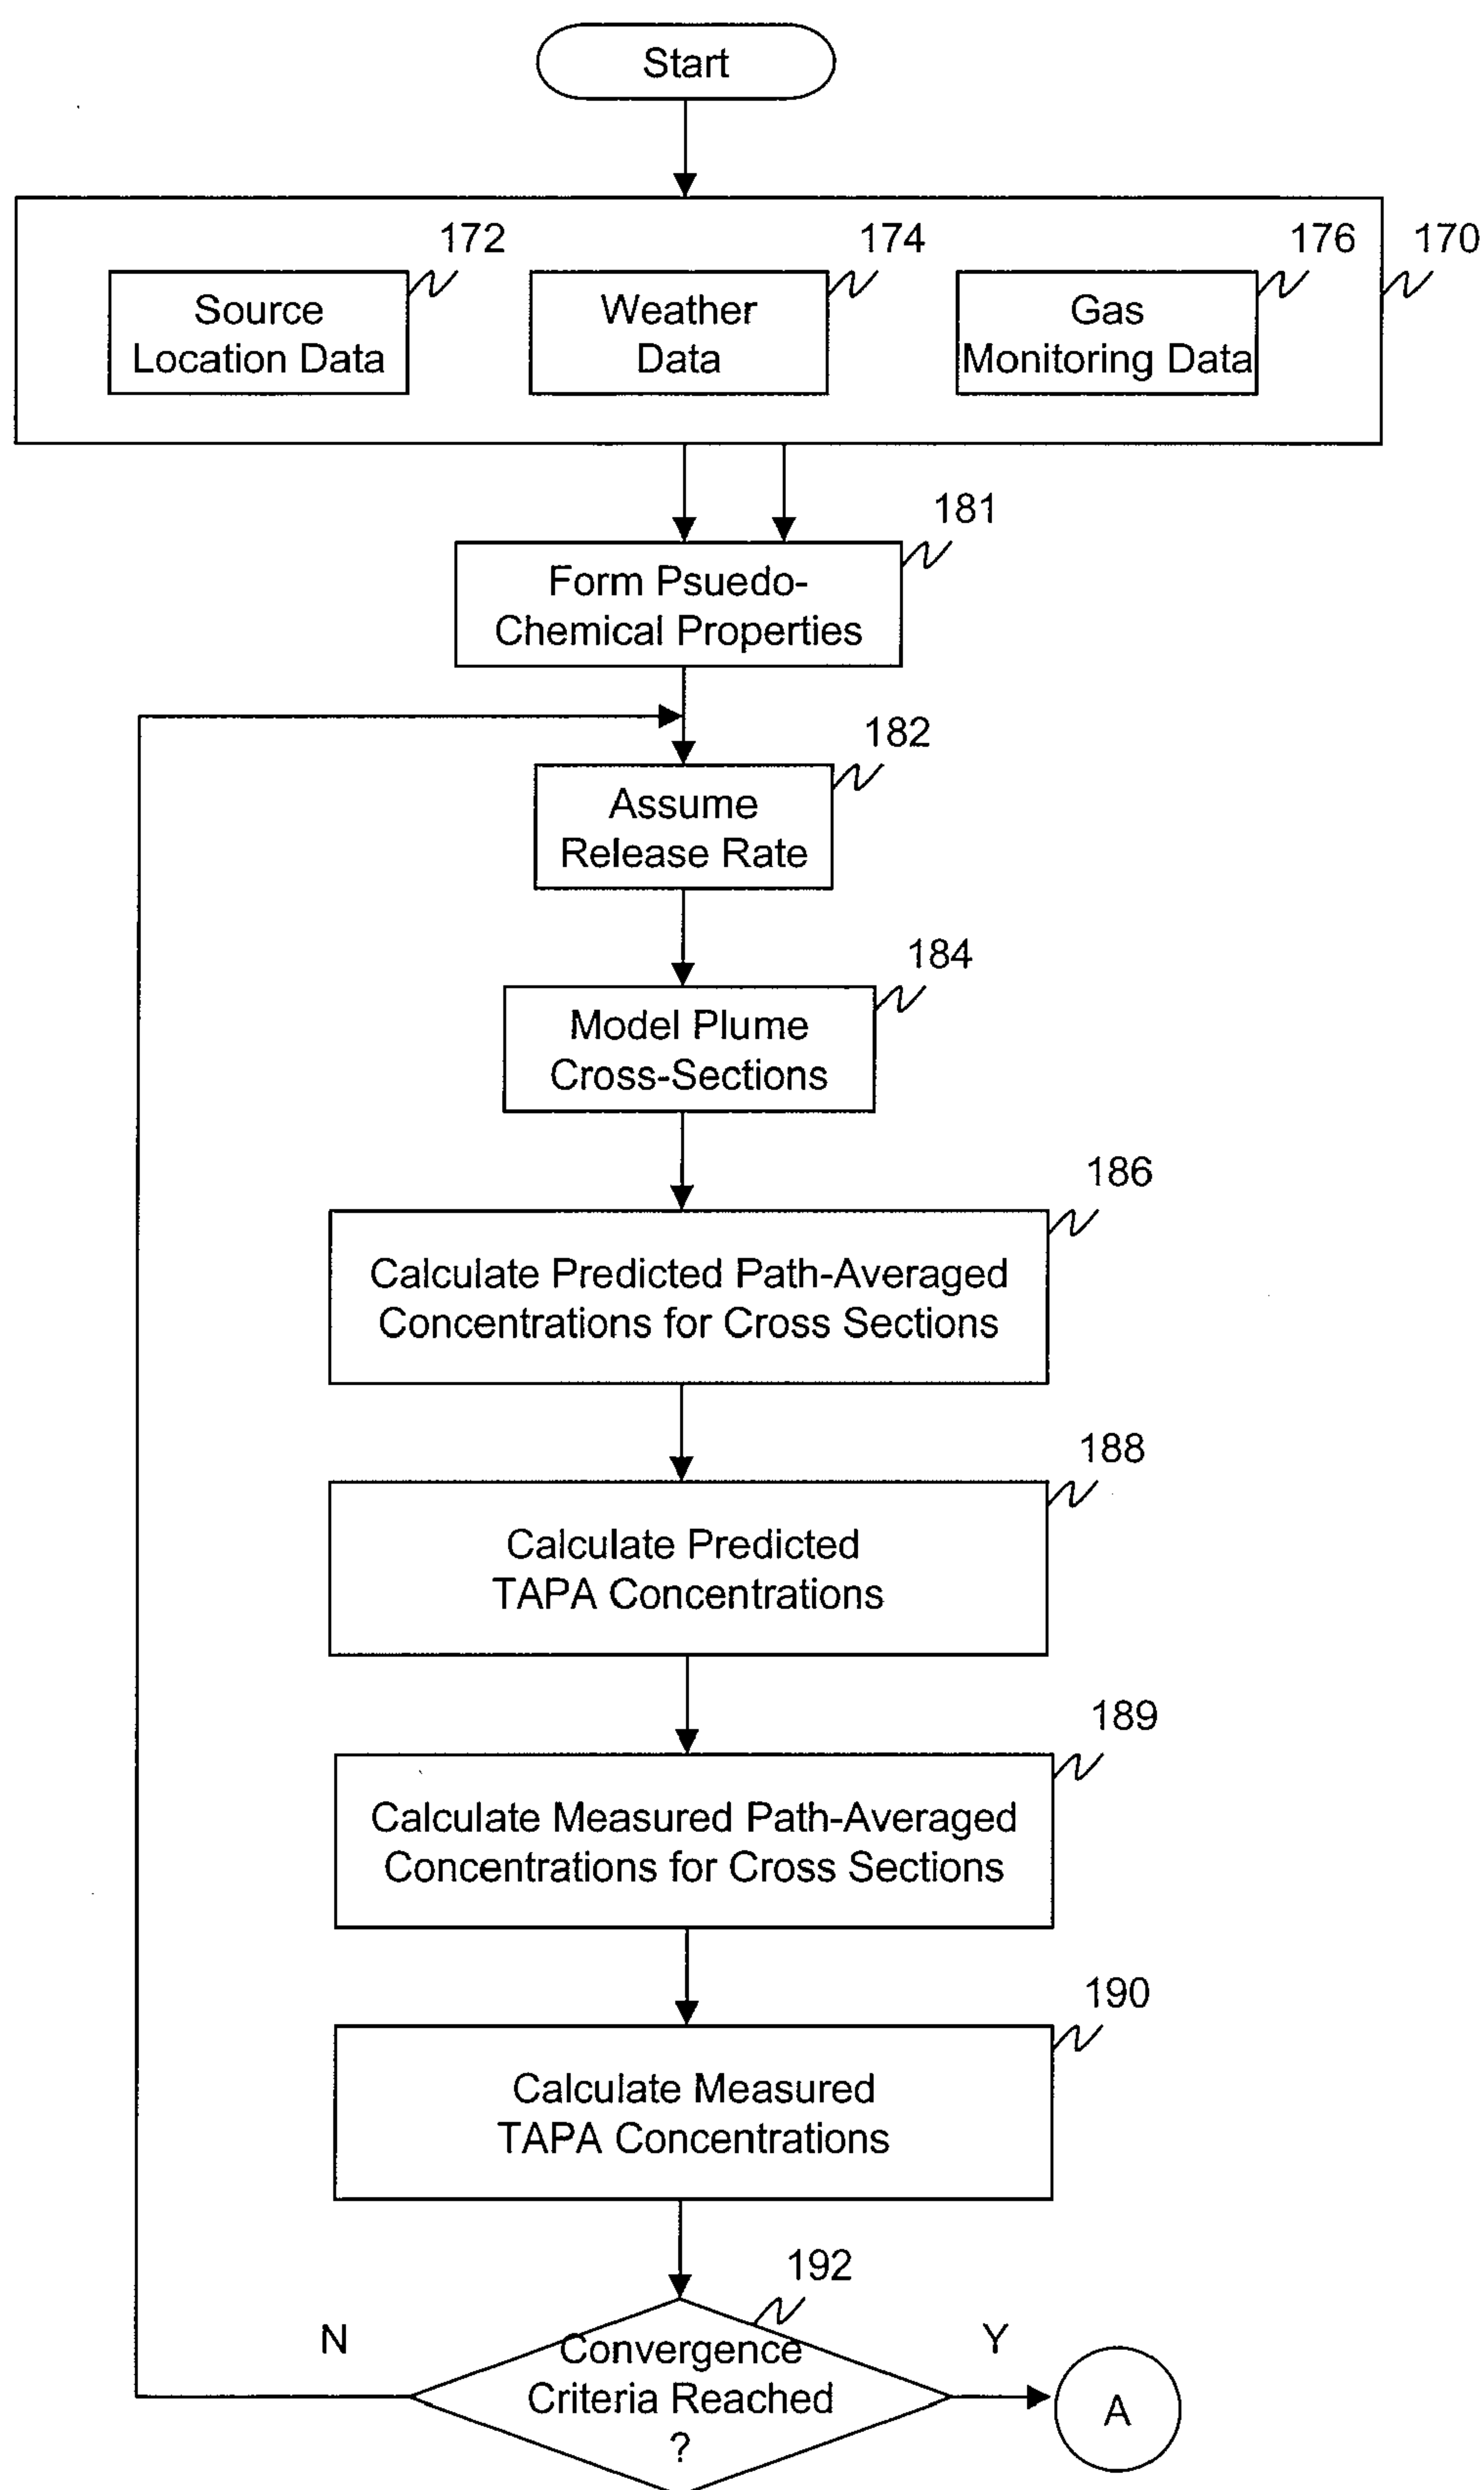 Start
172
174
176
170
Source
Location Data
Weather
Data
Gas
Monitoring Data
181
Form Psuedo-
Chemical Properties
182
Assume
Release Rate
184
Model Plume
Cross-Sections
186
Calculate Predicted Path-Averaged
Concentrations for Cross Sections
188
Calculate Predicted
TAPA Concentrations
189
Calculate Measured Path-Averaged
Concentrations for Cross Sections
190
Calculate Measured
TAPA Concentrations
192
N
Convergence
Criteria Reached
?
Y
A